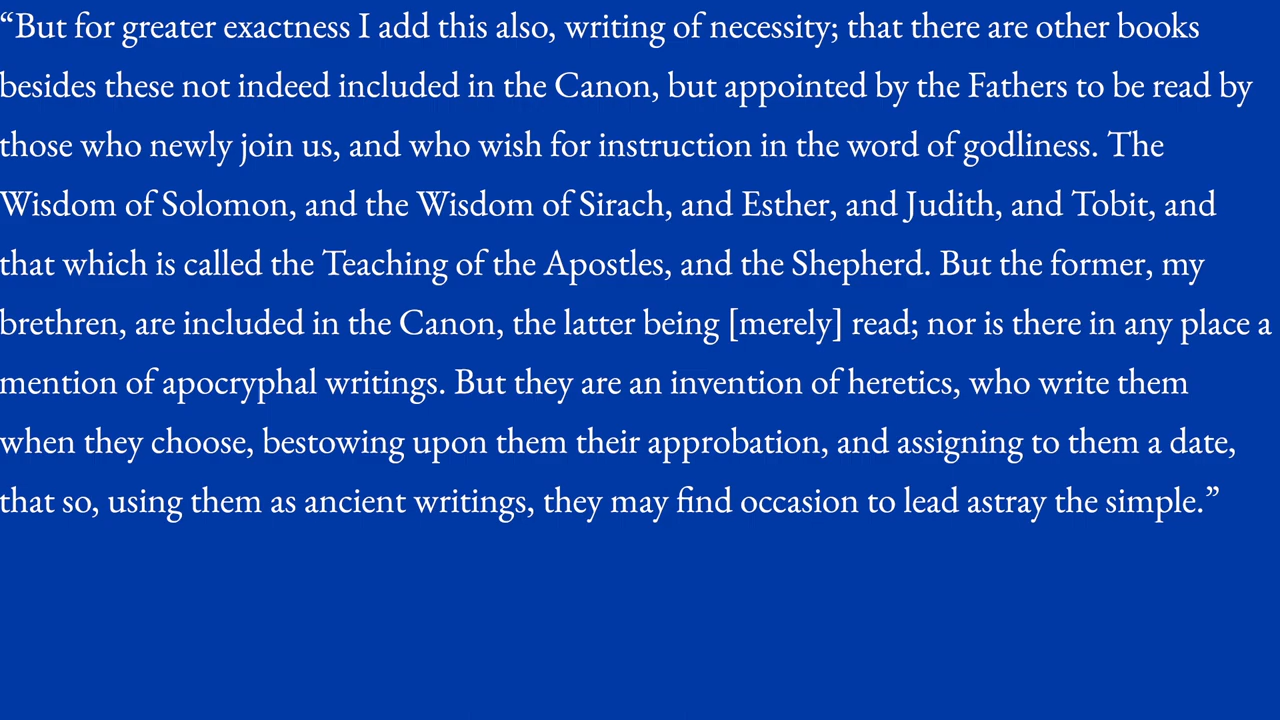 “But for greater exactness I add this also, writing of necessity; that there are other books
besides these not indeed included in the Canon, but appointed by the Fathers to be read by
those who newly join us, and who wish for instruction in the word of godliness. The
Wisdom of Solomon, and the Wisdom of Sirach, and Esther, and Judith, and Tobit, and
that which is called the Teaching of the Apostles, and the Shepherd. But the former, my
brethren, are included in the Canon, the latter being [merely] read; nor is there in any place a
mention of apocryphal writings. But they are an invention of heretics, who write them
when they choose, bestowing upon them their approbation, and assigning to them a date,
that so, using them as ancient writings, they may find occasion to lead astray the simple.”